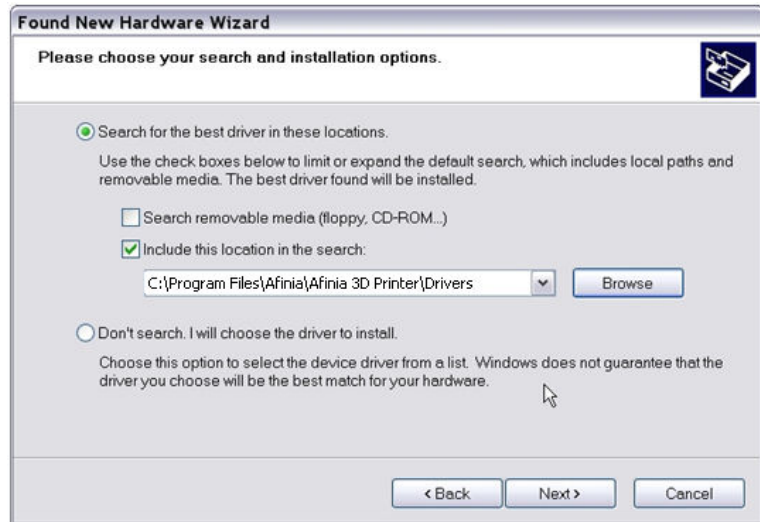 Found New Hardware Wizard
Please choose your search and installation options.
Search for the best driver in these locations.
Use the check boxes below to limit or expand the default search, which includes local paths and
removable media. The best driver found will be installed.
Search removable media (floppy, CD-ROM...)
Include this location in the search:
C:\Program Files\Afinia\Afinia 3D Printer\Drivers
Browse
Don't search. I will choose the driver to install.
Choose this option to select the device driver from a list. Windows does not guarantee that the
driver you choose will be the best match for your hardware.
< Back
Next >
Cancel